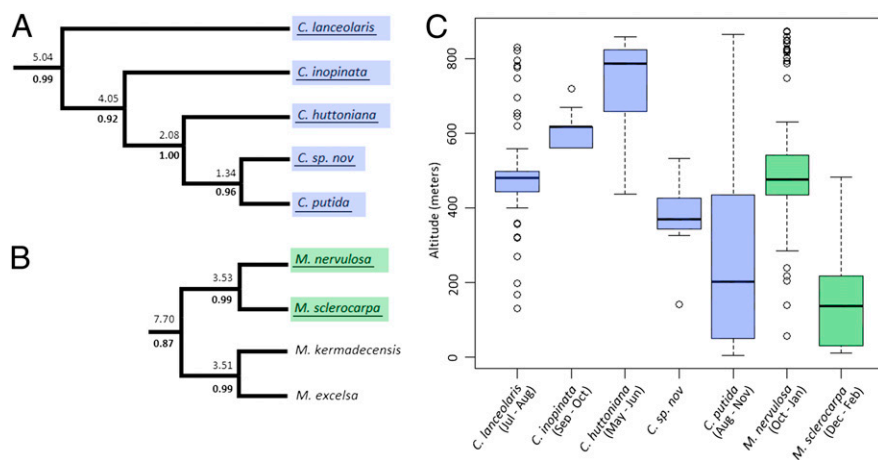 A
5.04
0.99
C. lanceolaris
4.05
0.92
C. inopinata
2.08
1.00
C. huttoniana
1.34
0.96
C. sp. nov
C. putida
B
7.70
0.87
3.53
0.99
M. nervulosa
M. sclerocarpa
3.51
0.99
M. kermadecensis
M. excelsa
C
Altitude (meters)
800
600
400
200
0
C. lanceolaris
(Jul - Aug)
C. inopinata
(Sep - Oct)
C. huttoniana
(May - Jun)
C. sp. nov
C. putida
(Aug - Nov)
M. nervulosa
(Oct - Jan)
M. sclerocarpa
(Dec - Feb)